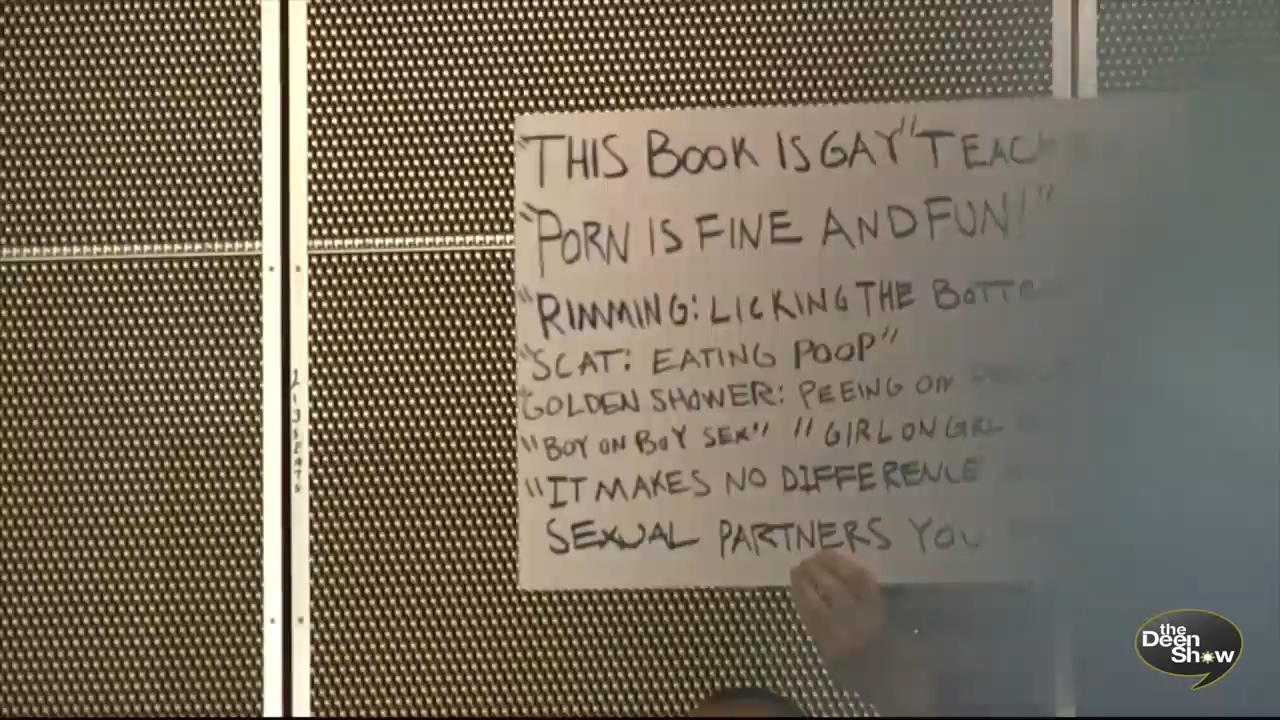 "THIS BOOK IS GAY" TEAC
"PORN IS FINE AND FUN!"
"RIMMING: LICKING THE BOTTO
"SCAT: EATING POOP"
"GOLDEN SHOWER: PEEING ON
"BOY ON BOY SEX" "GIRL ON GIRL
"IT MAKES NO DIFFERENCE
SEXUAL PARTNERS YOU
the
Deen
Show